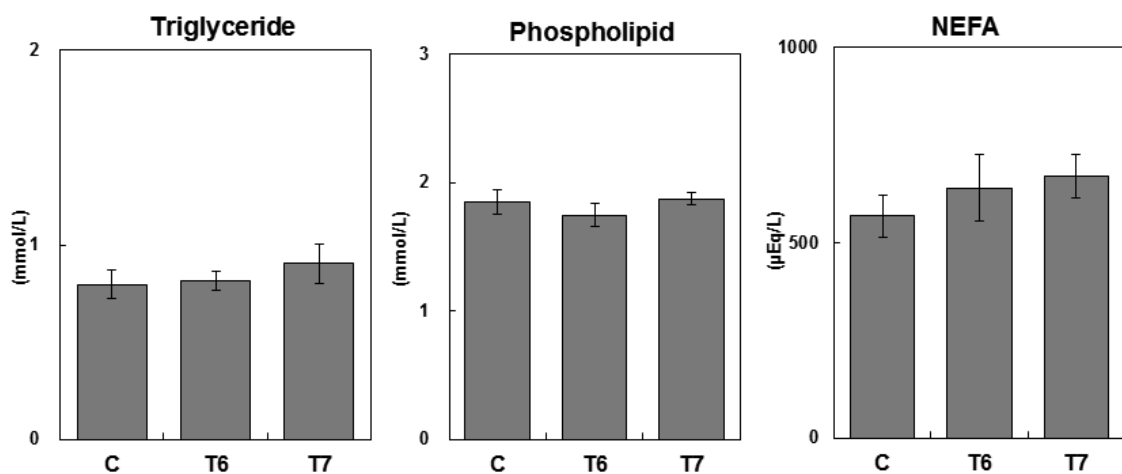 Triglyceride
2
1
0
(mmol/L)
C T6 T7
Phospholipid
3
2
1
0
(mmol/L)
C T6 T7
NEFA
1000
500
0
(µEq/L)
C T6 T7